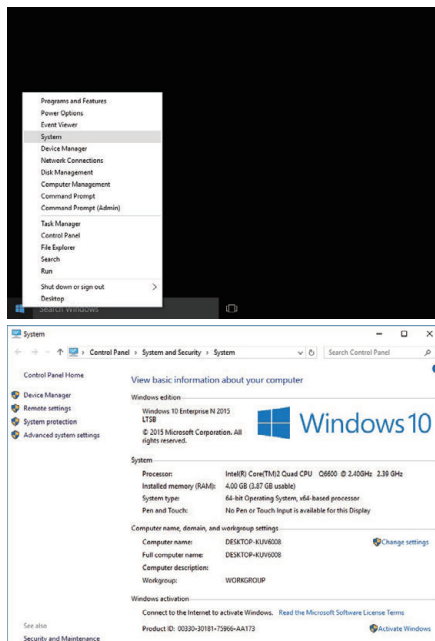 Programs and Features
Power Options
Event Viewer
System
Device Manager
Network Connections
Disk Management
Computer Management
Command Prompt
Command Prompt (Admin)
Task Manager
Control Panel
File Explorer
Search
Run
Shut down or sign out
Desktop
Search Windows
System
Control Panel > System and Security > System
Search Control Panel
Control Panel Home
Device Manager
Remote settings
System protection
Advanced system settings
See also
Security and Maintenance
View basic information about your computer
Windows edition
Windows 10 Enterprise N 2015
LTSB
© 2015 Microsoft Corporation. All
rights reserved.
Windows 10
System
Processor: Intel(R) Core(TM)2 Quad CPU Q6600 @ 2.40GHz 2.39 GHz
Installed memory (RAM): 4.00 GB (3.87 GB usable)
System type: 64-bit Operating System, x64-based processor
Pen and Touch: No Pen or Touch Input is available for this Display
Computer name, domain, and workgroup settings
Computer name: DESKTOP-KUV6008 Change settings
Full computer name: DESKTOP-KUV6008
Computer description:
Workgroup: WORKGROUP
Windows activation
Connect to the Internet to activate Windows. Read the Microsoft Software License Terms
Product ID: 00330-30181-75966-AA173 Activate Windows